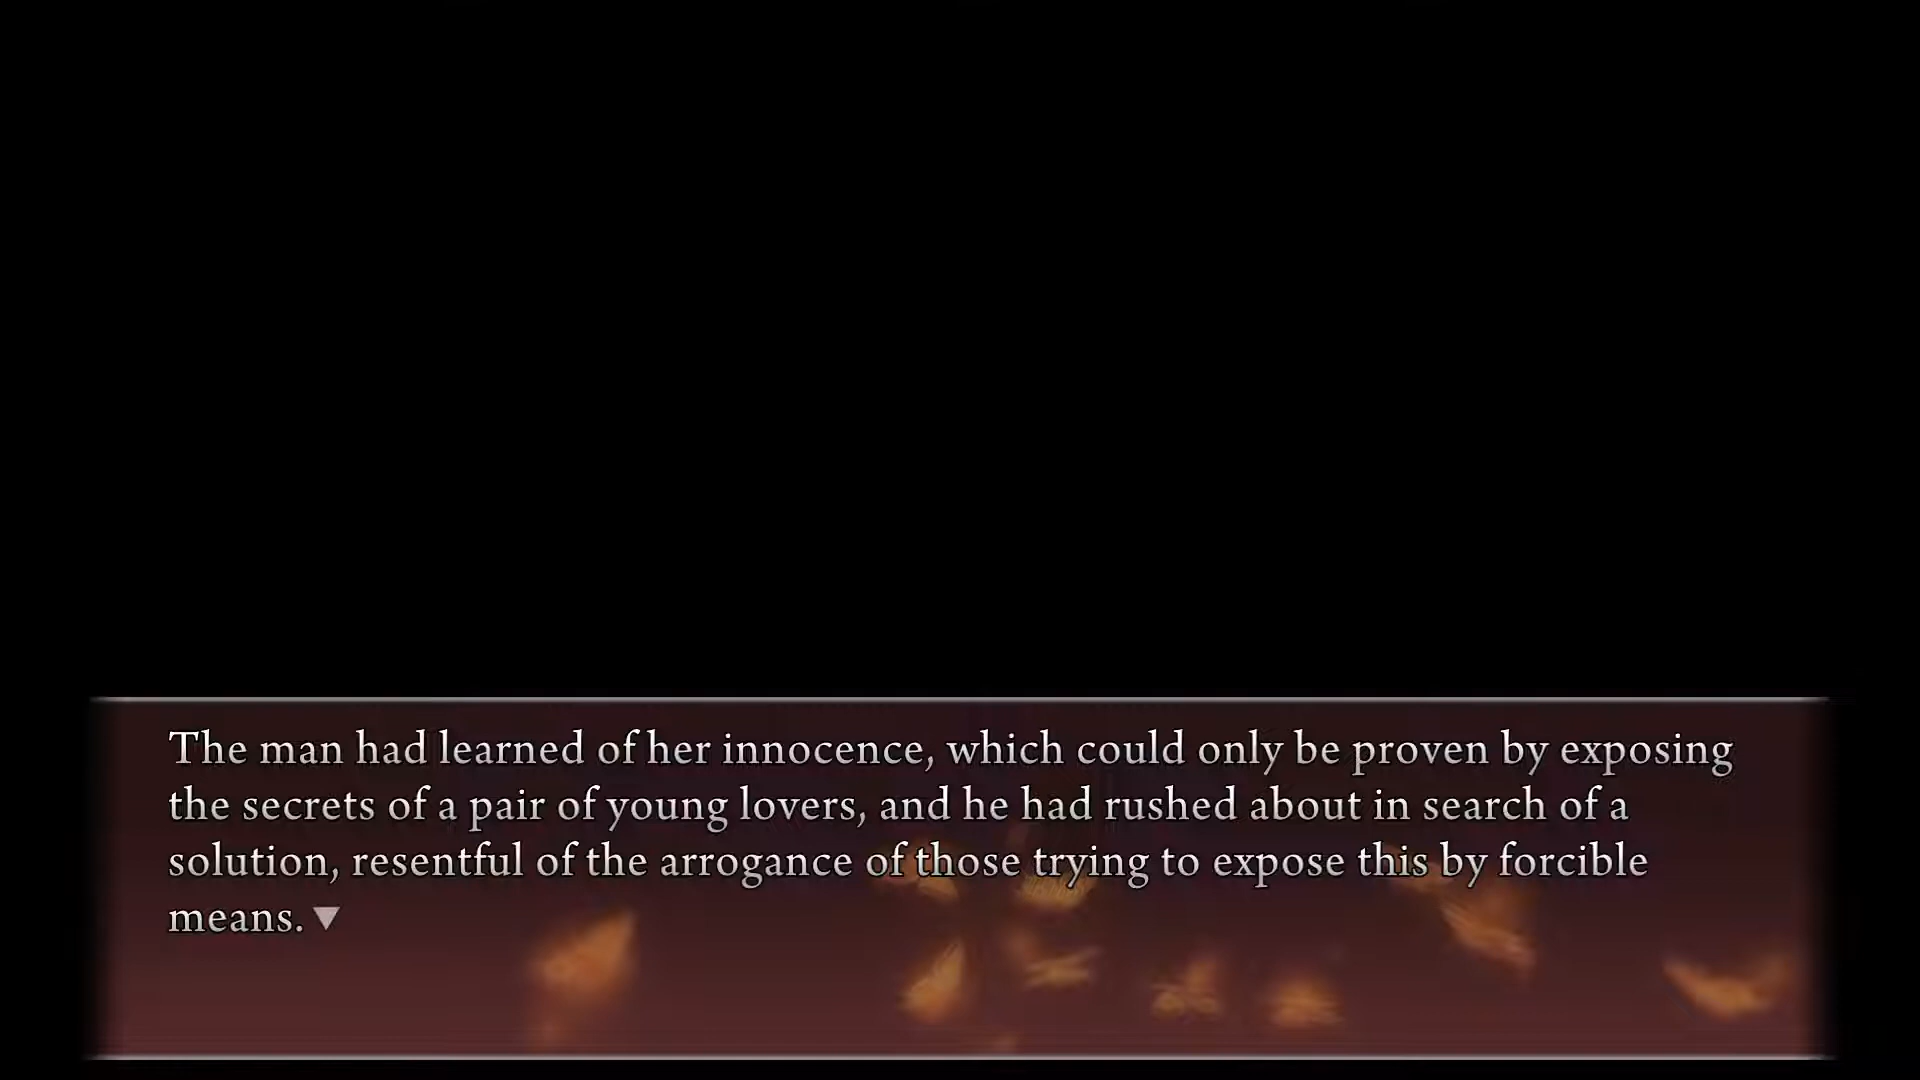 The man had learned of her innocence, which could only be proven by exposing
the secrets of a pair of young lovers, and he had rushed about in search of a
solution, resentful of the arrogance of those trying to expose this by forcible
means.